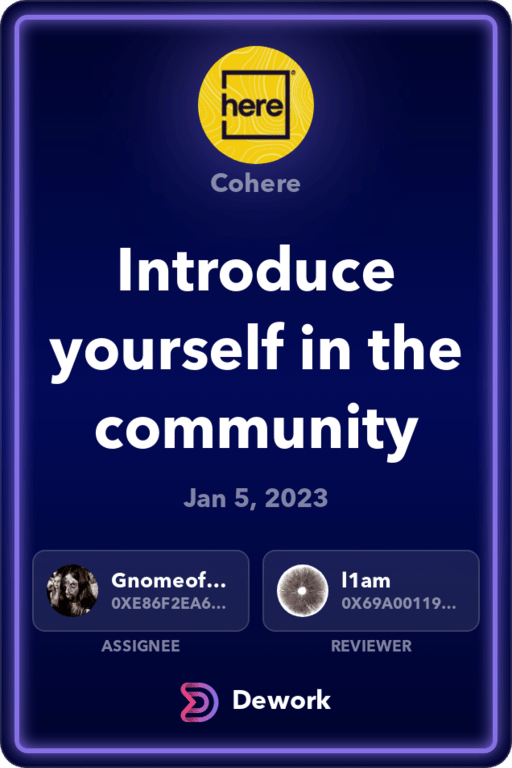 here
Cohere
Introduce
yourself in the
community
Jan 5, 2023
Gnomeof...
0XE86F2EA6...
l1am
0X69A00119...
ASSIGNEE
REVIEWER
Dework